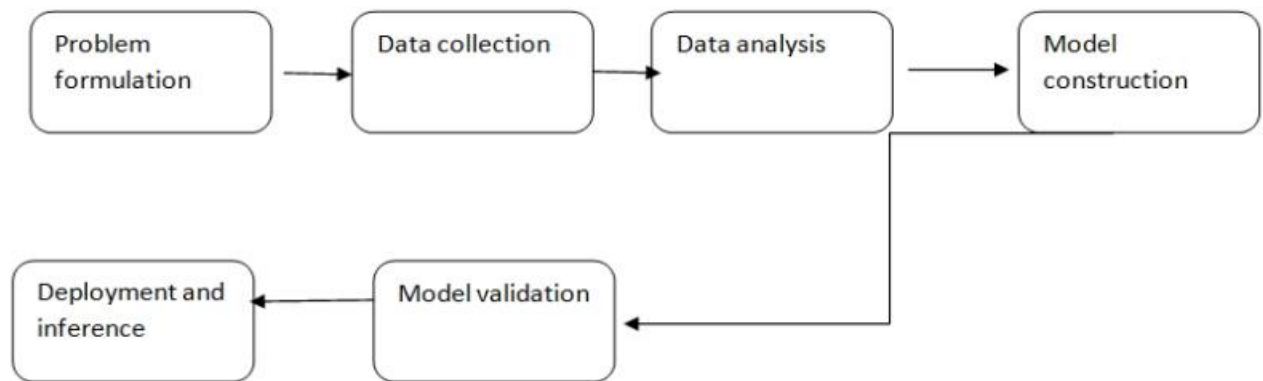 Problem
formulation
Data collection
Data analysis
Model
construction
Deployment and
inference
Model validation